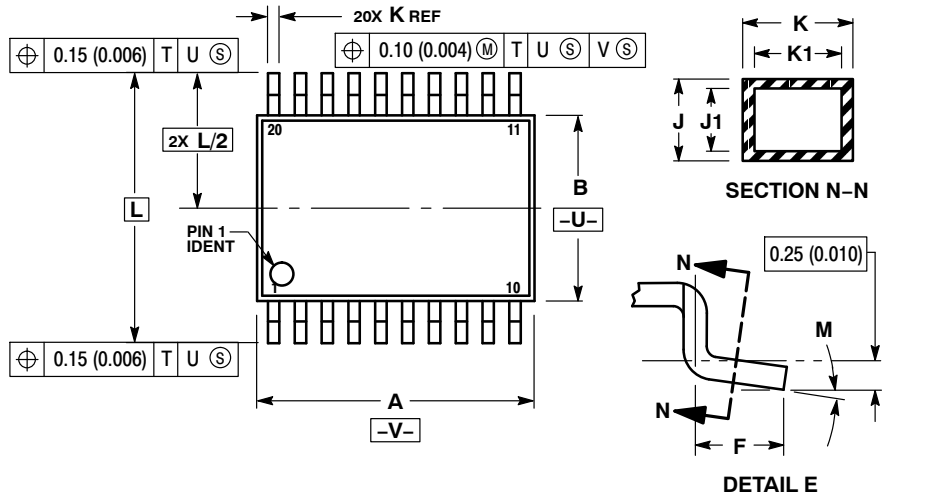 20X K REF
⌖ 0.15 (0.006) T U Ⓢ
⌖ 0.10 (0.004) Ⓜ T U Ⓢ V Ⓢ
K
K1
J
J1
SECTION N–N
2X L/2
20
11
L
B
–U–
PIN 1
IDENT
1
10
0.25 (0.010)
N
M
⌖ 0.15 (0.006) T U Ⓢ
A
–V–
N
F
DETAIL E